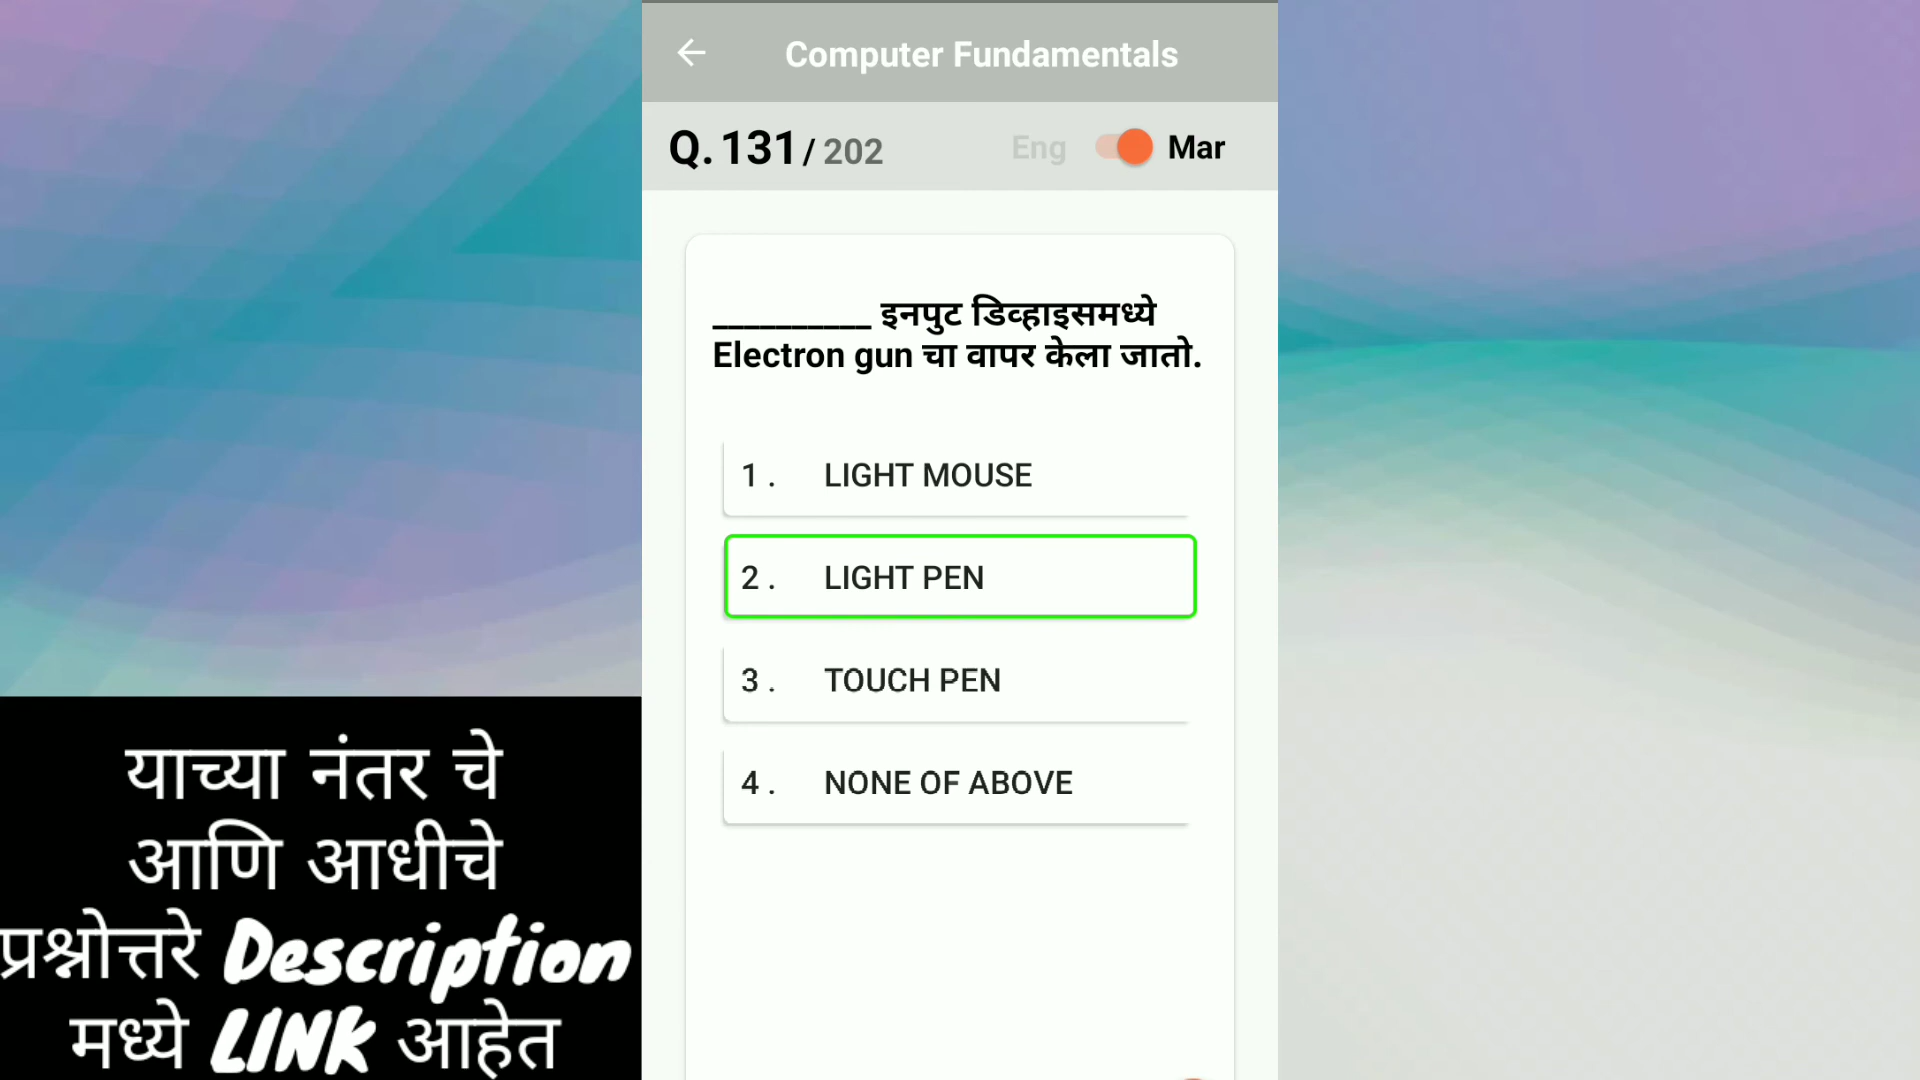 Computer Fundamentals
Q. 131/ 202 Eng Mar
__________ इनपुट डिव्हाइसमध्ये
Electron gun चा वापर केला जातो.
1 . LIGHT MOUSE
2 . LIGHT PEN
3 . TOUCH PEN
4 . NONE OF ABOVE
याच्या नंतर चे
आणि आधीचे
प्रश्नोत्तरे Description
मध्ये LINK आहेत